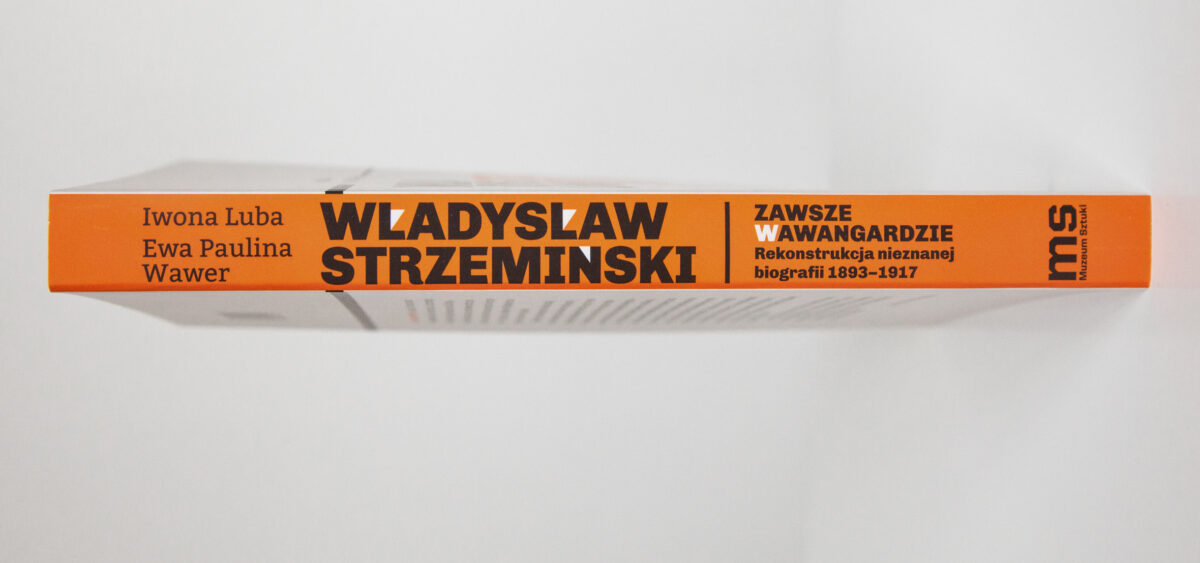 Iwona Luba
Ewa Paulina
Wawer
WŁADYSŁAW
STRZEMIŃSKI
ZAWSZE
WAWANGARDZIE
Rekonstrukcja nieznanej
biografii 1893–1917
ms
Muzeum Sztuki